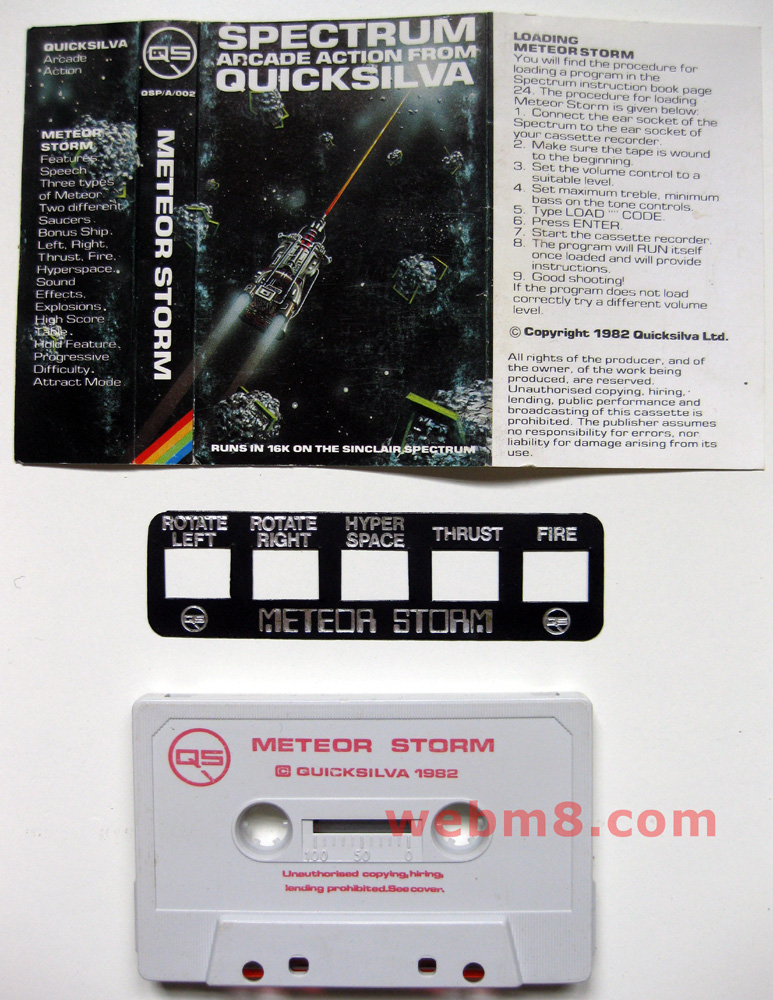 QUICKSILVA
Arcade
Action
METEOR
STORM
Features
Speech
Three types
of Meteor
Two different
Saucers.
Bonus Ship.
Left, Right,
Thrust, Fire,
Hyperspace.
Sound
Effects,
Explosions.
High Score
Table.
Hold Feature.
Progressive
Difficulty.
Attract Mode
QS
QSP/A/002
METEOR STORM
SPECTRUM
ARCADE ACTION FROM
QUICKSILVA
RUNS IN 16K ON THE SINCLAIR SPECTRUM
LOADING
METEOR STORM
You will find the procedure for
loading a program in the
Spectrum instruction book page
24. The procedure for loading
Meteor Storm is given below:
1. Connect the ear socket of the
Spectrum to the ear socket of
your cassette recorder.
2. Make sure the tape is wound
to the beginning.
3. Set the volume control to a
suitable level.
4. Set maximum treble, minimum
bass on the tone controls.
5. Type LOAD "" CODE.
6. Press ENTER.
7. Start the cassette recorder.
8. The program will RUN itself
once loaded and will provide
instructions.
9. Good shooting!
If the program does not load
correctly try a different volume
level.
© Copyright 1982 Quicksilva Ltd.
All rights of the producer, and of
the owner, of the work being
produced, are reserved.
Unauthorised copying, hiring,
lending, public performance and
broadcasting of this cassette is
prohibited. The publisher assumes
no responsibility for errors, nor
liability for damage arising from its
use.
ROTATE LEFT
ROTATE RIGHT
HYPER SPACE
THRUST
FIRE
QS METEOR STORM QS
QS
METEOR STORM
© QUICKSILVA 1982
webm8.com
100 50 0
Unauthorised copying,hiring,
lending prohibited.See cover.